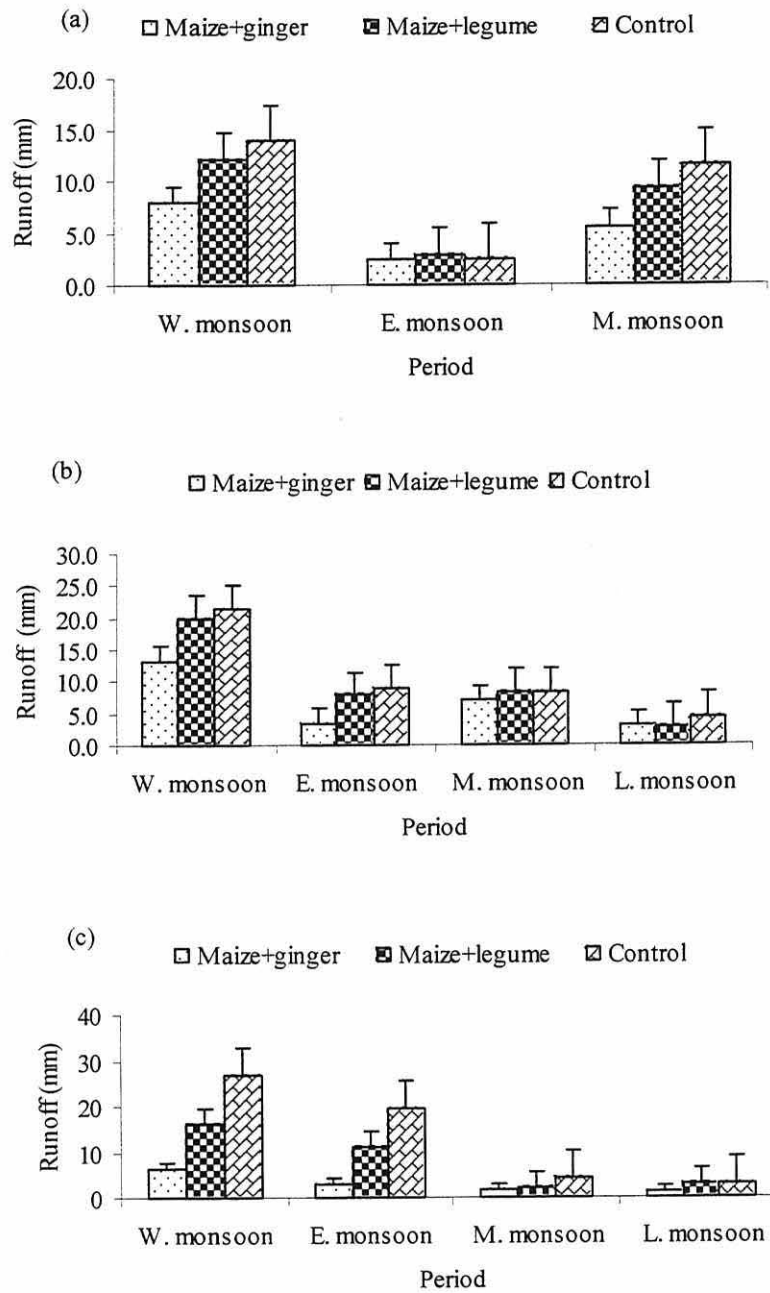 (a)
Maize+ginger Maize+legume Control
20.0
15.0
10.0
5.0
0.0
Runoff (mm)
W. monsoon E. monsoon M. monsoon
Period
(b)
Maize+ginger Maize+legume Control
30.0
25.0
20.0
15.0
10.0
5.0
0.0
Runoff (mm)
W. monsoon E. monsoon M. monsoon L. monsoon
Period
(c)
Maize+ginger Maize+legume Control
40
30
20
10
0
Runoff (mm)
W. monsoon E. monsoon M. monsoon L. monsoon
Period